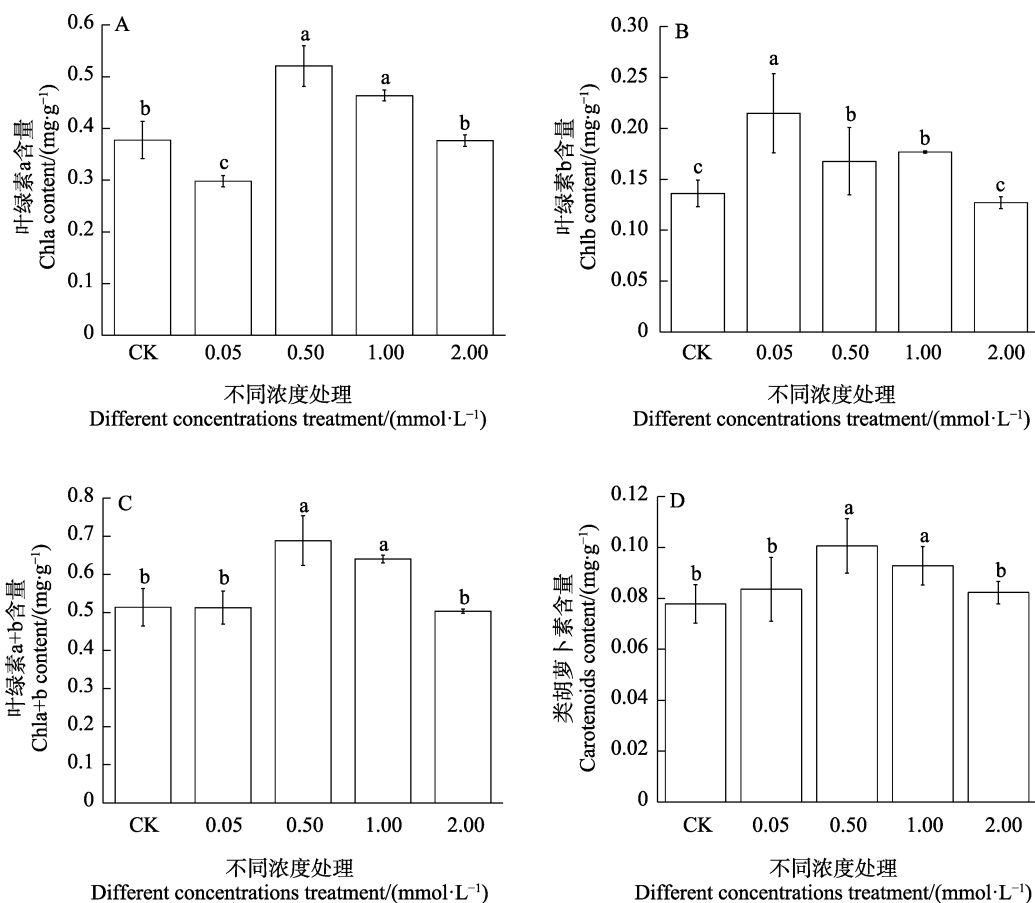 A
叶绿素a含量
Chla content/(mg·g⁻¹)
0.6
0.5
0.4
0.3
0.2
0.1
0
b
c
a
a
b
CK 0.05 0.50 1.00 2.00
不同浓度处理
Different concentrations treatment/(mmol·L⁻¹)
B
叶绿素b含量
Chlb content/(mg·g⁻¹)
0.30
0.25
0.20
0.15
0.10
0.05
0
c
a
b
b
c
CK 0.05 0.50 1.00 2.00
不同浓度处理
Different concentrations treatment/(mmol·L⁻¹)
C
叶绿素a+b含量
Chla+b content/(mg·g⁻¹)
0.8
0.7
0.6
0.5
0.4
0.3
0.2
0.1
0
b
b
a
a
b
CK 0.05 0.50 1.00 2.00
不同浓度处理
Different concentrations treatment/(mmol·L⁻¹)
D
类胡萝卜素含量
Carotenoids content/(mg·g⁻¹)
0.12
0.10
0.08
0.06
0.04
0.02
0
b
b
a
a
b
CK 0.05 0.50 1.00 2.00
不同浓度处理
Different concentrations treatment/(mmol·L⁻¹)